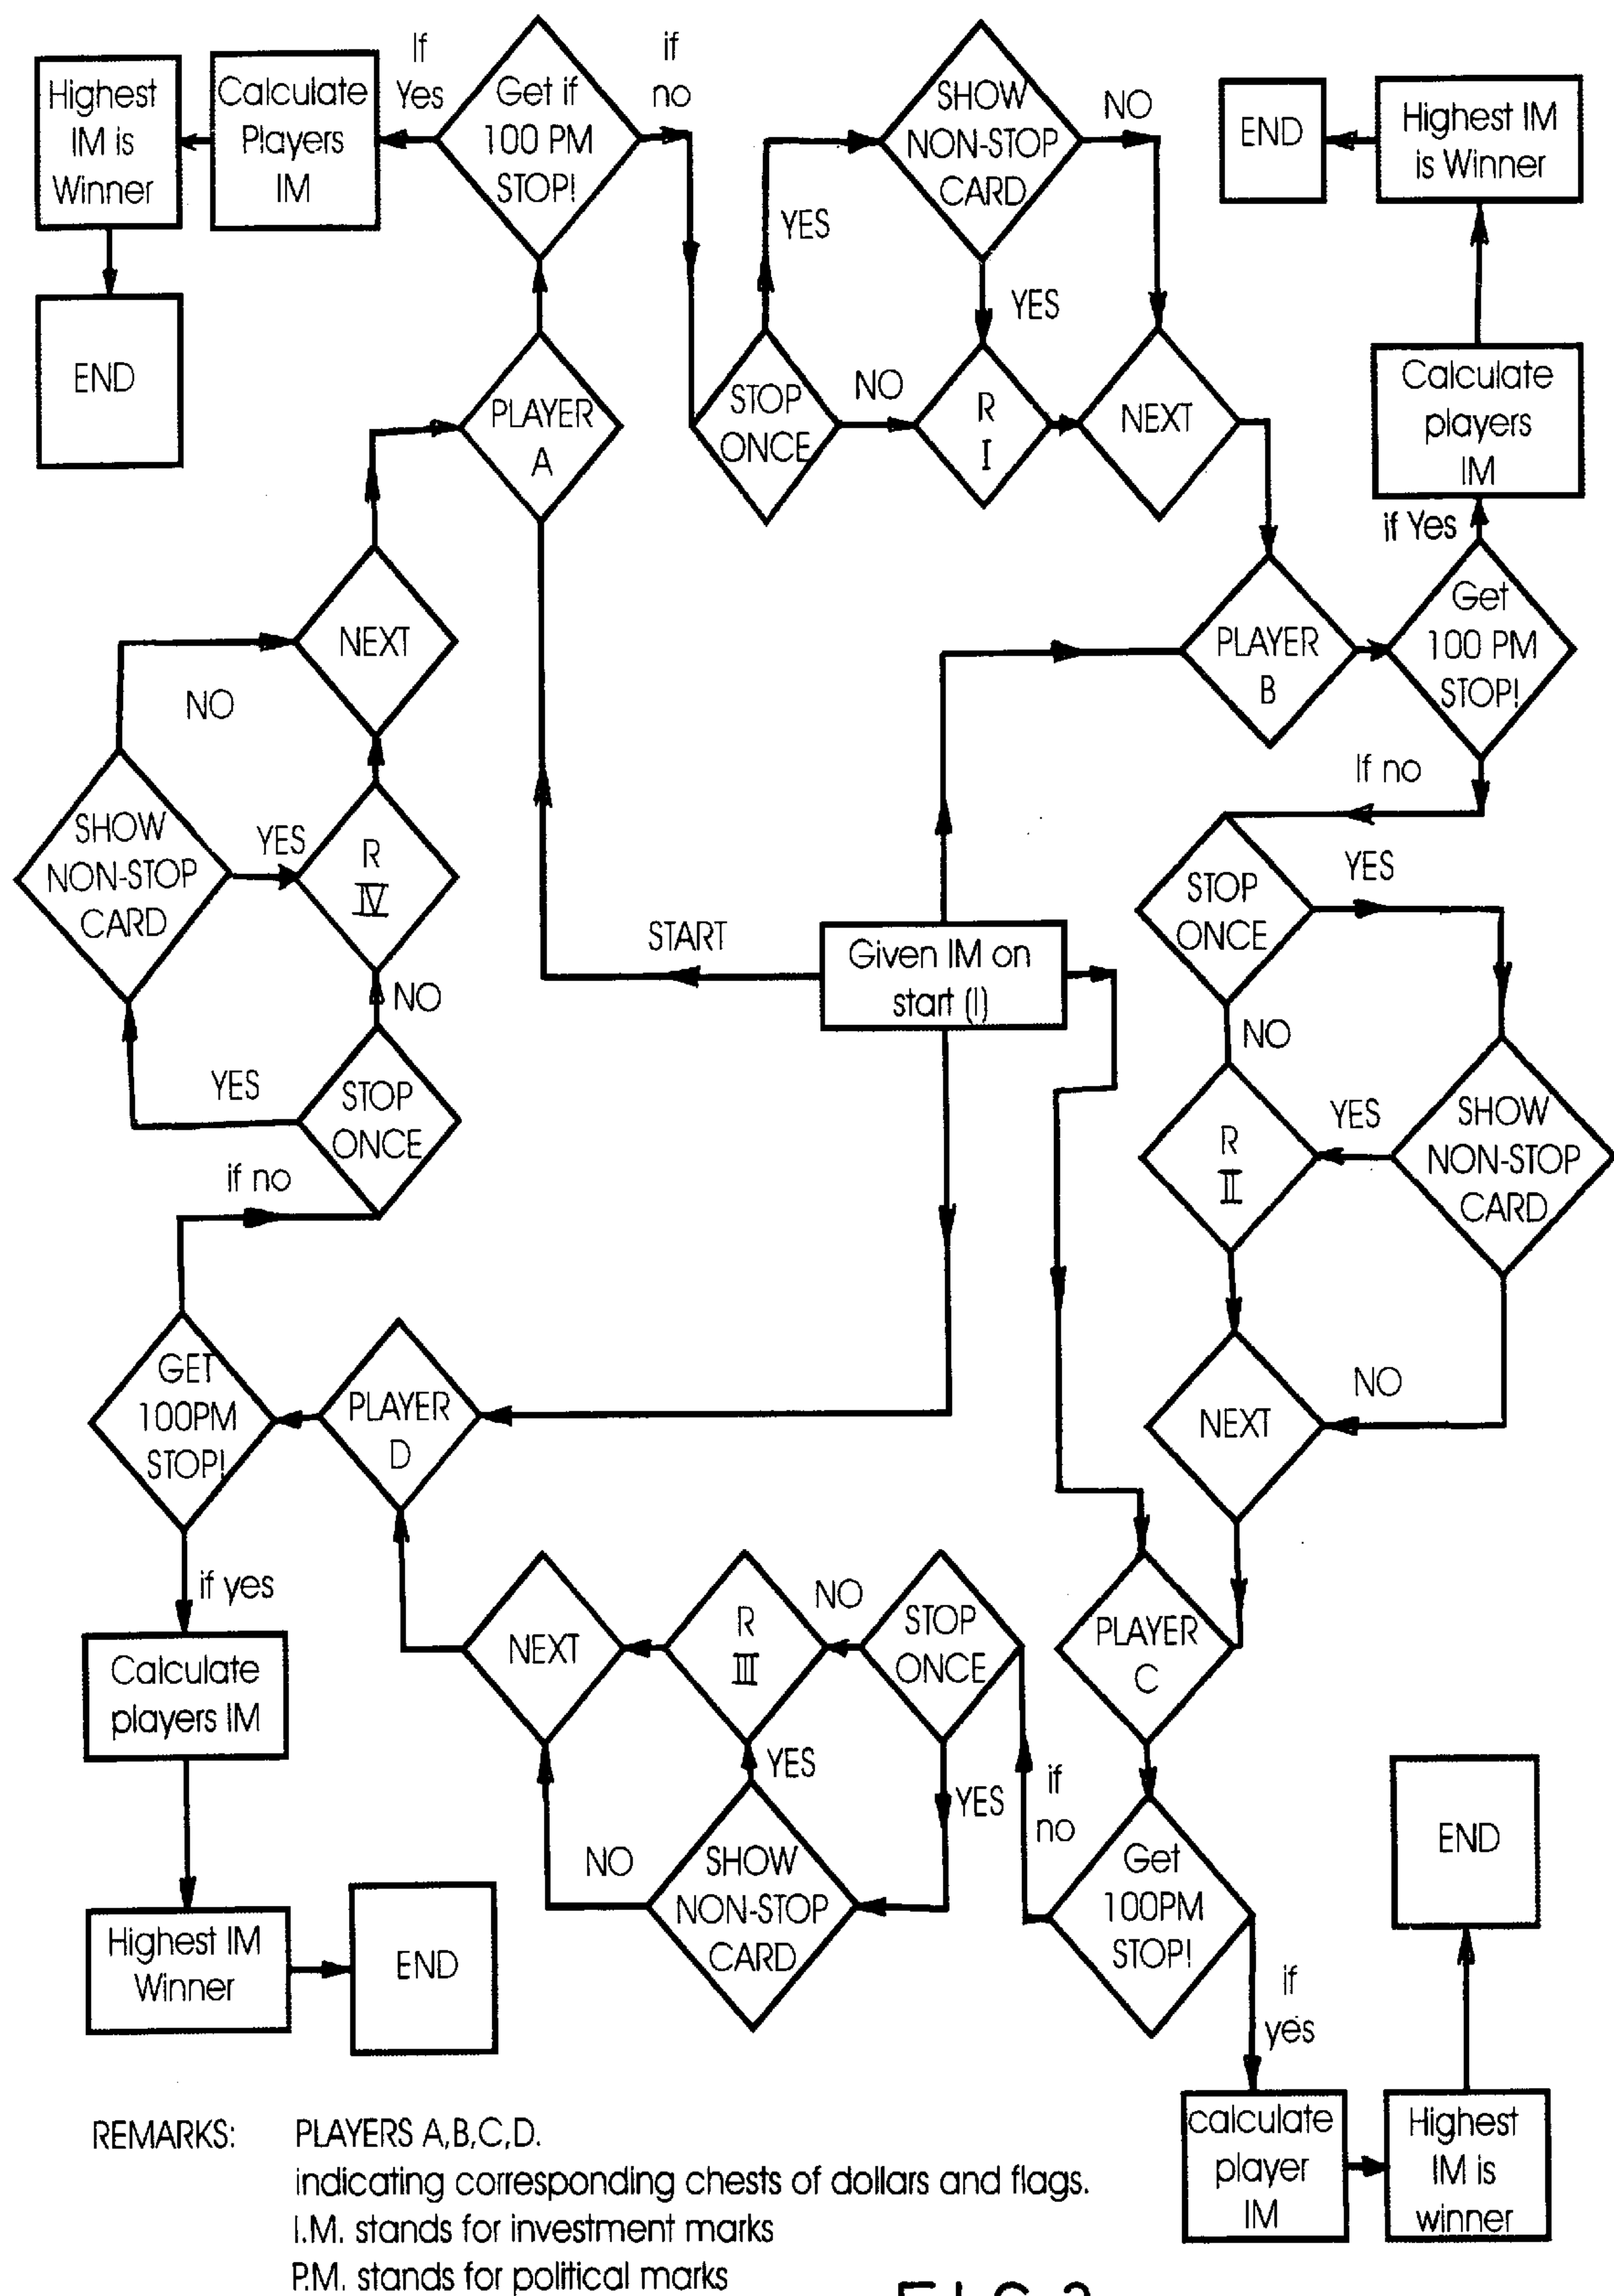 Highest
IM is
Winner
Calculate
Players
IM
If
Yes
Get if
100 PM
STOP!
if
no
END
PLAYER
A
YES
SHOW
NON-STOP
CARD
NO
YES
STOP
ONCE
NO
R
I
NEXT
END
Highest IM
is Winner
Calculate
players
IM
if Yes
Get
100 PM
STOP!
PLAYER
B
If no
STOP
ONCE
YES
NO
R
II
YES
SHOW
NON-STOP
CARD
NEXT
NO
NEXT
NO
SHOW
NON-STOP
CARD
YES
R
IV
NO
YES
STOP
ONCE
if no
START
Given IM on
start (I)
GET
100PM
STOP!
PLAYER
D
if yes
Calculate
players IM
Highest IM
Winner
END
NEXT
R
III
NO
STOP
ONCE
YES
YES
NO
SHOW
NON-STOP
CARD
if
no
PLAYER
C
Get
100PM
STOP!
if
yes
END
calculate
player
IM
Highest
IM is
winner
REMARKS: PLAYERS A,B,C,D.
indicating corresponding chests of dollars and flags.
I.M. stands for investment marks
P.M. stands for political marks